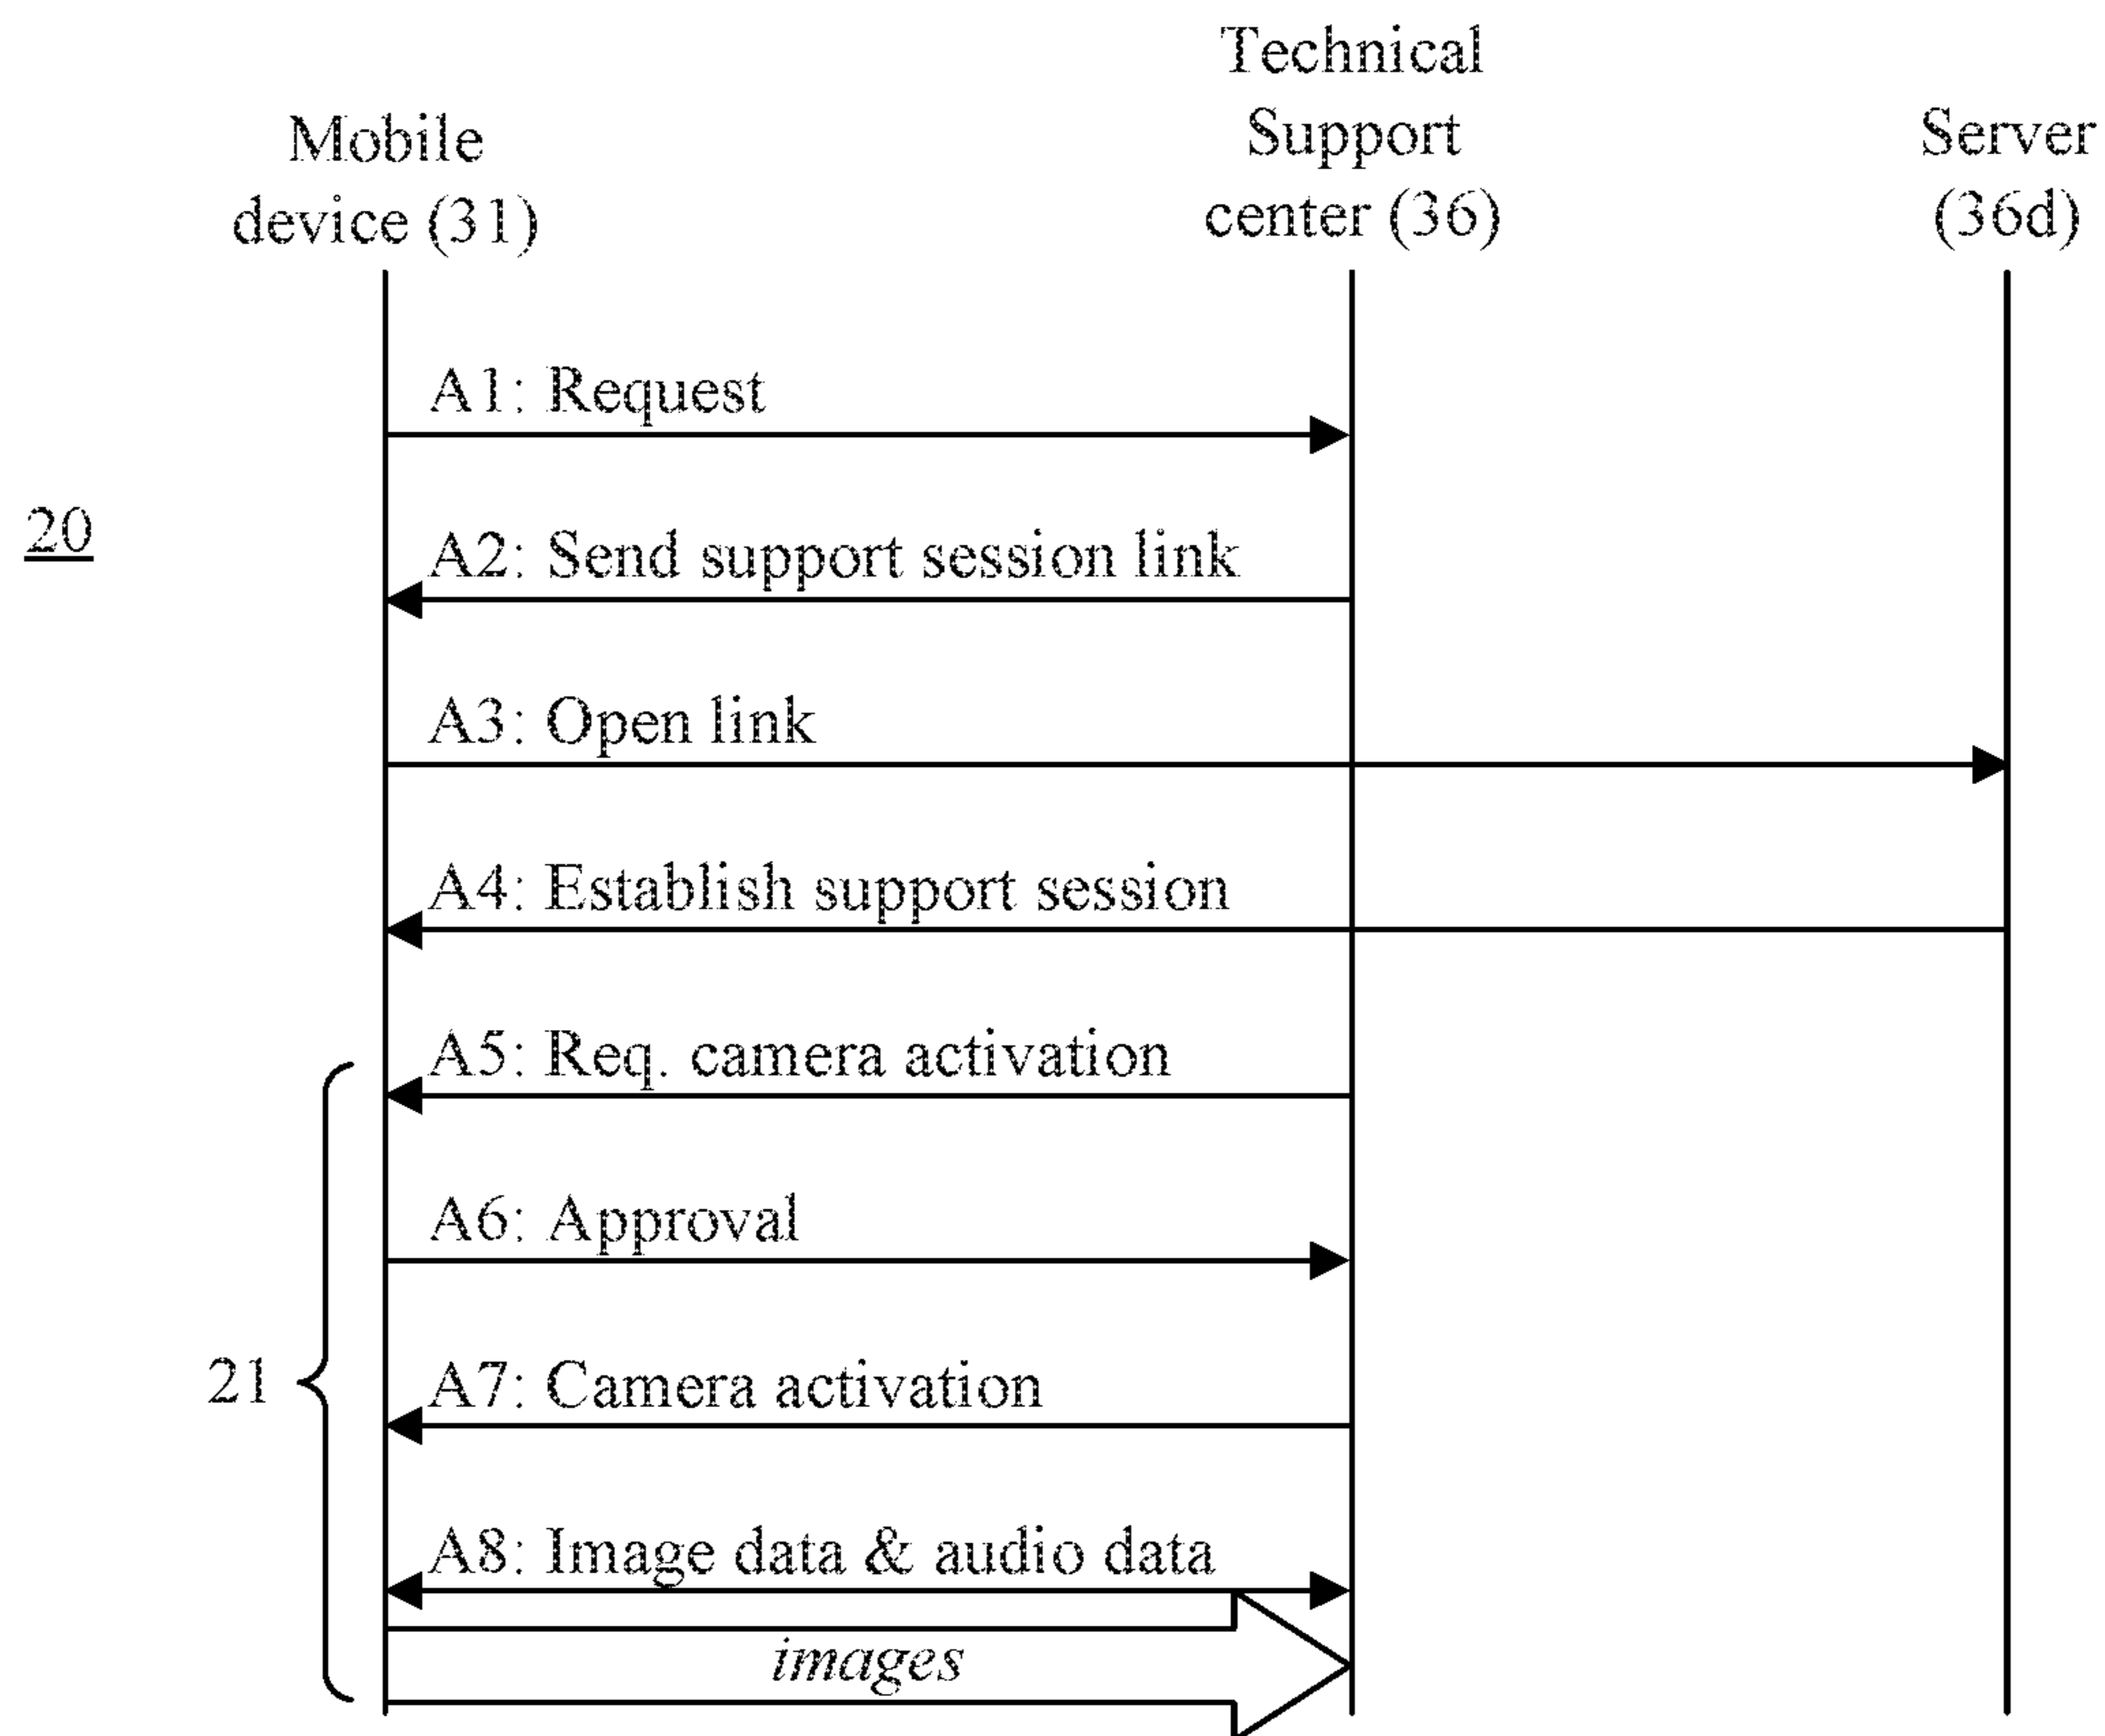 Mobile
device (31)
Technical
Support
center (36)
Server
(36d)
A1: Request
20
A2: Send support session link
A3: Open link
A4: Establish support session
A5: Req. camera activation
A6: Approval
21
A7: Camera activation
A8: Image data & audio data
images